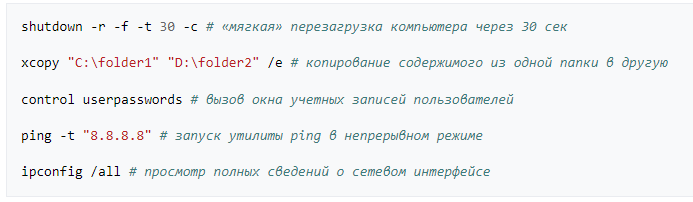 shutdown -r -f -t 30 -c # «мягкая» перезагрузка компьютера через 30 сек
xcopy "C:\folder1" "D:\folder2" /e # копирование содержимого из одной папки в другую
control userpasswords # вызов окна учетных записей пользователей
ping -t "8.8.8.8" # запуск утилиты ping в непрерывном режиме
ipconfig /all # просмотр полных сведений о сетевом интерфейсе